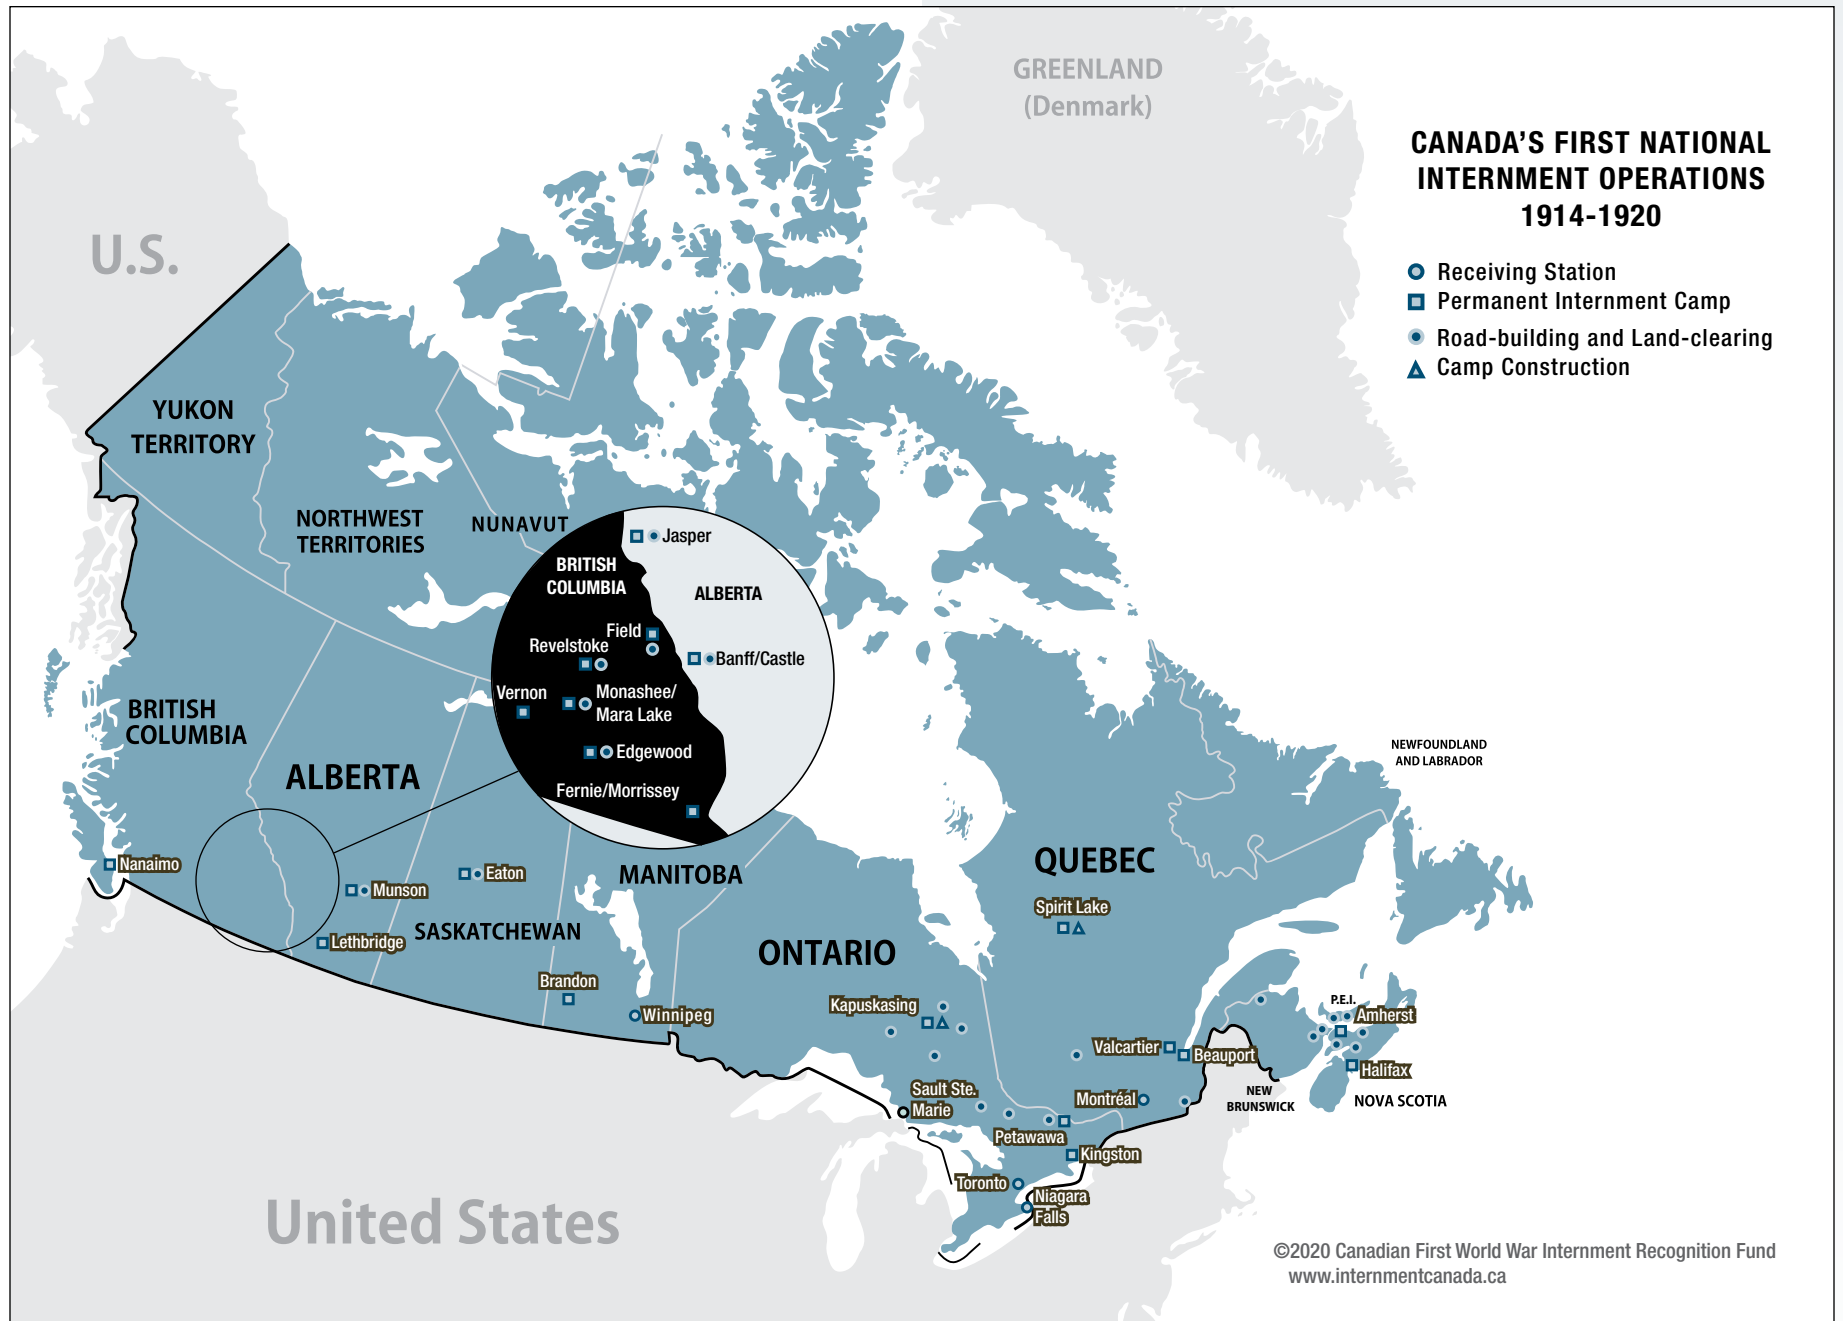 GREENLAND
(Denmark)
CANADA'S FIRST NATIONAL
INTERNMENT OPERATIONS
1914-1920
Receiving Station
Permanent Internment Camp
Road-building and Land-clearing
Camp Construction
U.S.
YUKON
TERRITORY
NORTHWEST
TERRITORIES
NUNAVUT
BRITISH
COLUMBIA
Jasper
ALBERTA
Field
Revelstoke
Banff/Castle
Vernon
Monashee/
Mara Lake
Edgewood
Fernie/Morrissey
BRITISH
COLUMBIA
ALBERTA
NEWFOUNDLAND
AND LABRADOR
Nanaimo
Munson
Eaton
Lethbridge
SASKATCHEWAN
MANITOBA
Brandon
Winnipeg
ONTARIO
QUEBEC
Spirit Lake
Kapuskasing
P.E.I.
Amherst
Valcartier
Beauport
Halifax
Sault Ste.
Marie
Montréal
NEW
BRUNSWICK
NOVA SCOTIA
Petawawa
Kingston
Toronto
Niagara
Falls
United States
©2020 Canadian First World War Internment Recognition Fund
www.internmentcanada.ca